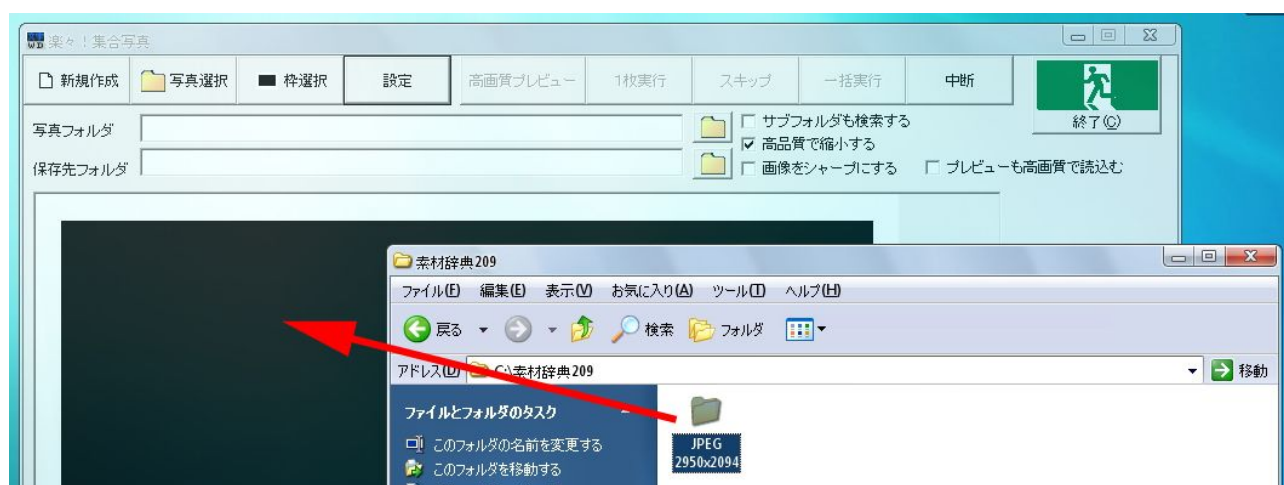 楽々！集合写真
新規作成 写真選択 枠選択 設定 高画質プレビュー 1枚実行 スキップ 一括実行 中断
終了(C)
写真フォルダ
サブフォルダも検索する
高品質で縮小する
保存先フォルダ
画像をシャープにする プレビューも高画質で読込む
素材辞典209
ファイル(F) 編集(E) 表示(V) お気に入り(A) ツール(T) ヘルプ(H)
戻る 検索 フォルダ
アドレス(D) C:\素材辞典209 移動
ファイルとフォルダのタスク
このフォルダの名前を変更する
このフォルダを移動する
JPEG
2950x2094